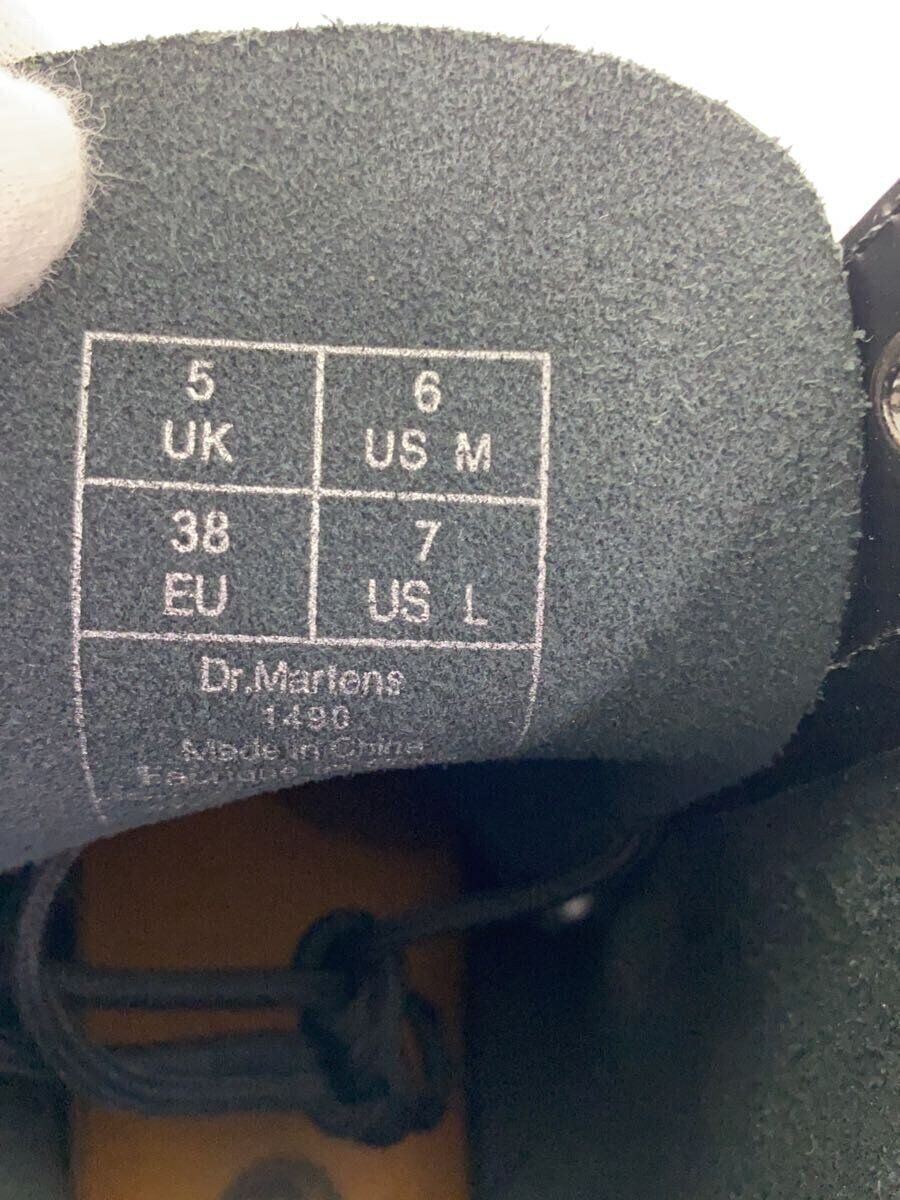 5
UK
6
US M
38
EU
7
US L
Dr.Martens
1490
Made in China